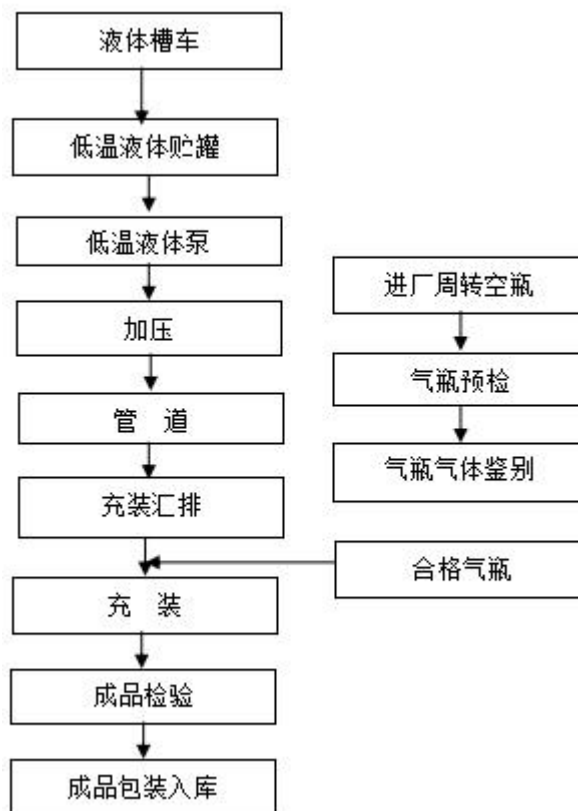 液体槽车
低温液体贮罐
低温液体泵
加压
管 道
充装汇排
充 装
成品检验
成品包装入库
进厂周转空瓶
气瓶预检
气瓶气体鉴别
合格气瓶